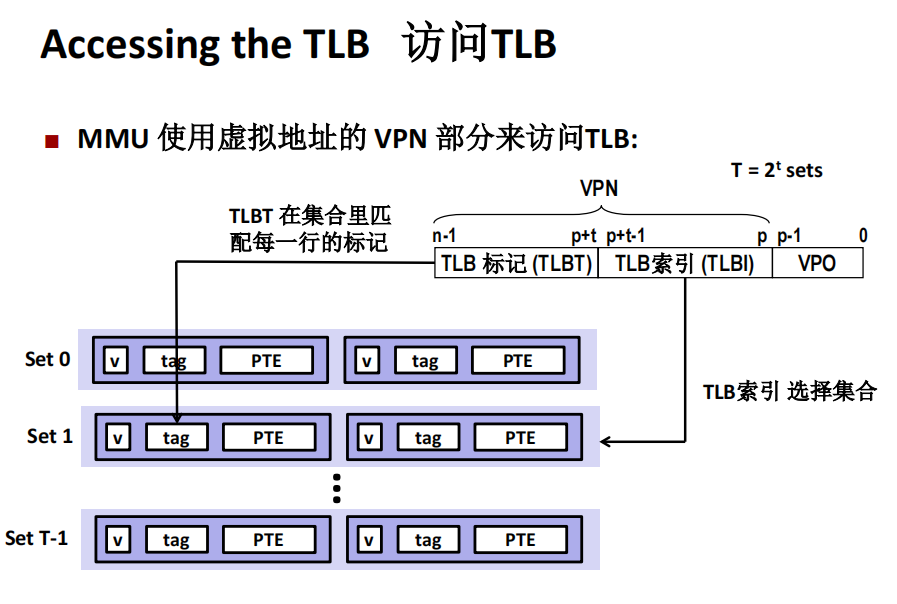 Accessing the TLB 访问TLB
MMU 使用虚拟地址的 VPN 部分来访问TLB:
T = 2^t sets
VPN
TLBT 在集合里匹
配每一行的标记
n-1 p+t p+t-1 p p-1 0
TLB 标记 (TLBT) TLB索引 (TLBI) VPO
Set 0 v tag PTE v tag PTE
TLB索引 选择集合
Set 1 v tag PTE v tag PTE
Set T-1 v tag PTE v tag PTE